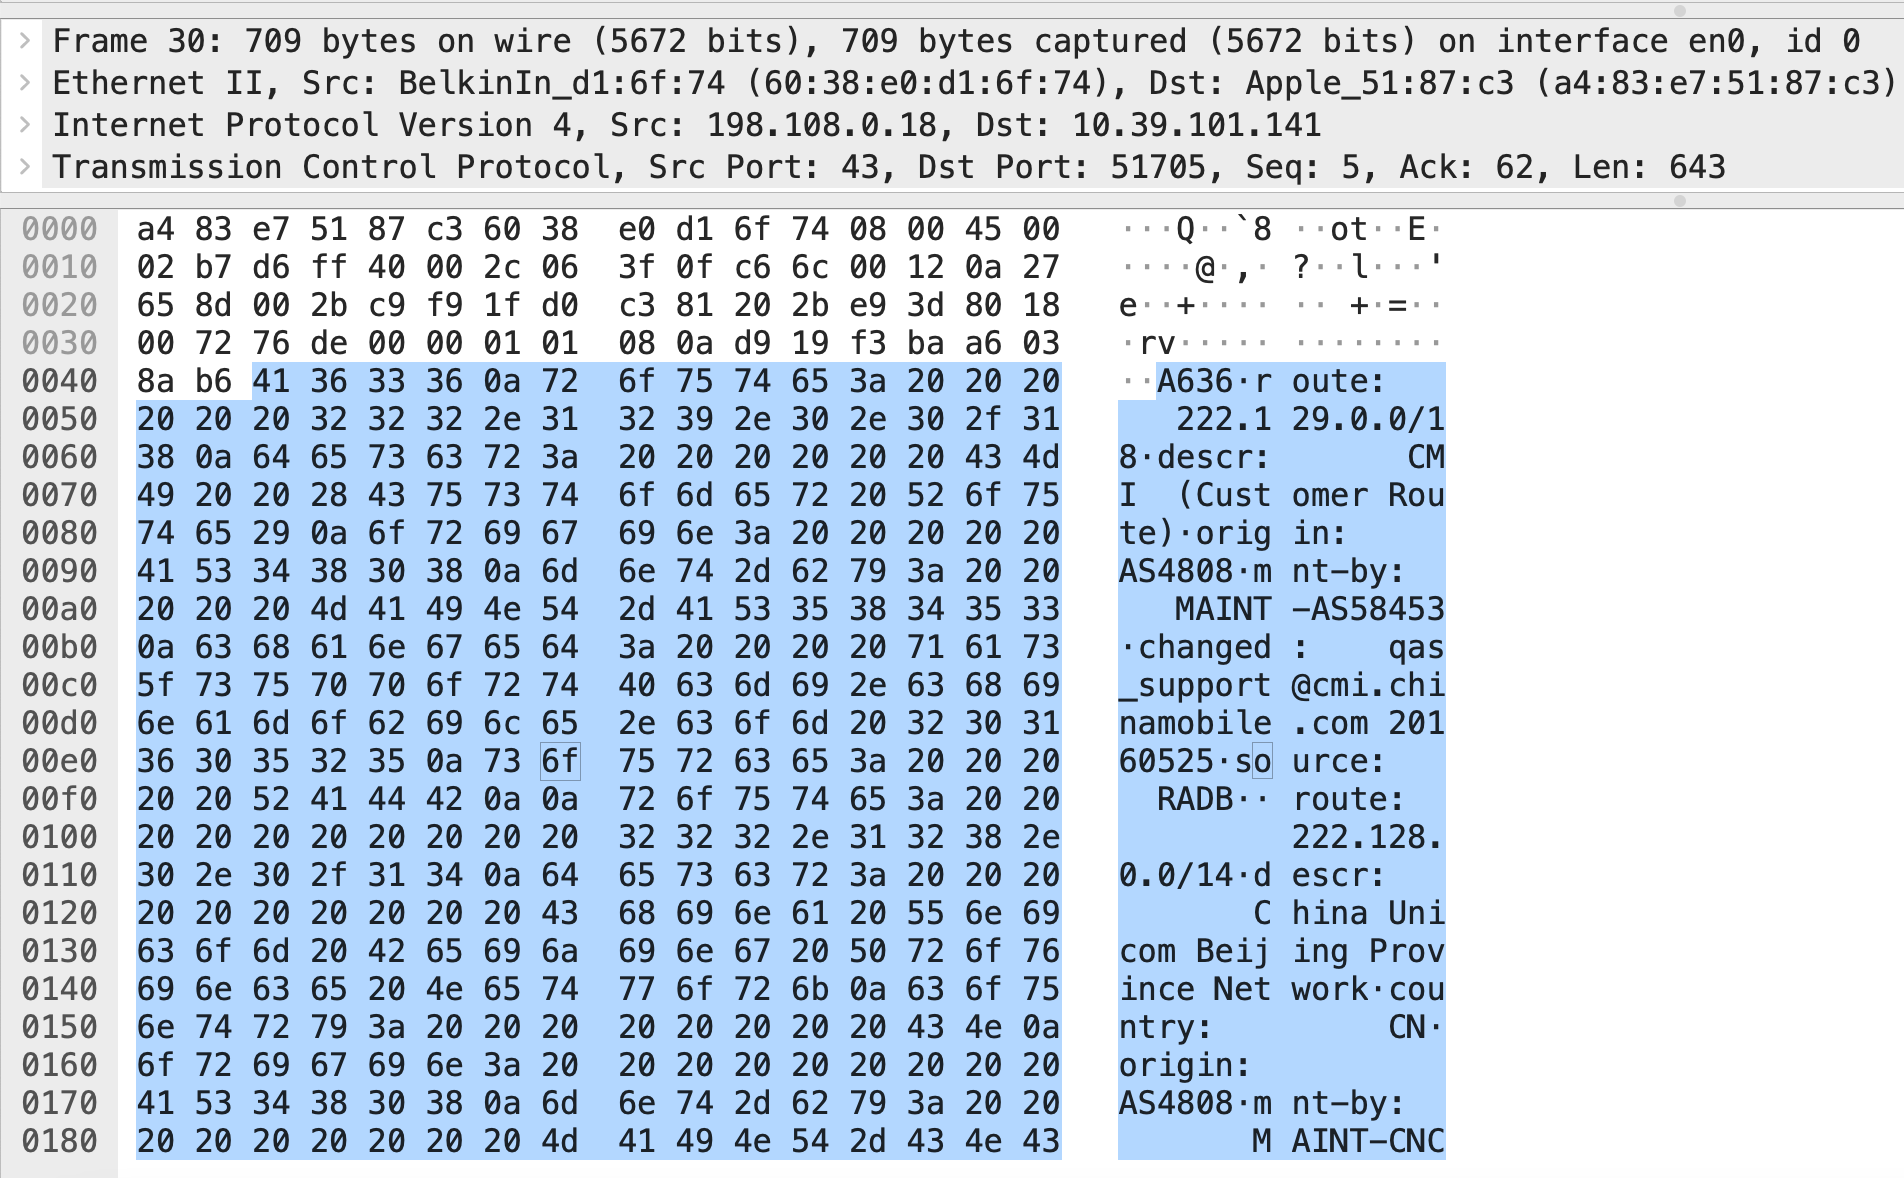 Frame 30: 709 bytes on wire (5672 bits), 709 bytes captured (5672 bits) on interface en0, id 0
Ethernet II, Src: BelkinIn_d1:6f:74 (60:38:e0:d1:6f:74), Dst: Apple_51:87:c3 (a4:83:e7:51:87:c3)
Internet Protocol Version 4, Src: 198.108.0.18, Dst: 10.39.101.141
Transmission Control Protocol, Src Port: 43, Dst Port: 51705, Seq: 5, Ack: 62, Len: 643
0000 a4 83 e7 51 87 c3 60 38 e0 d1 6f 74 08 00 45 00 ···Q··`8 ··ot··E·
0010 02 b7 d6 ff 40 00 2c 06 3f 0f c6 6c 00 12 0a 27 ····@·,· ?··l···'
0020 65 8d 00 2b c9 f9 1f d0 c3 81 20 2b e9 3d 80 18 e··+···· ·· +·=··
0030 00 72 76 de 00 00 01 01 08 0a d9 19 f3 ba a6 03 ·rv····· ········
0040 8a b6 41 36 33 36 0a 72 6f 75 74 65 3a 20 20 20 ··A636·r oute:
0050 20 20 20 32 32 32 2e 31 32 39 2e 30 2e 30 2f 31 222.1 29.0.0/1
0060 38 0a 64 65 73 63 72 3a 20 20 20 20 20 20 43 4d 8·descr: CM
0070 49 20 20 28 43 75 73 74 6f 6d 65 72 20 52 6f 75 I (Cust omer Rou
0080 74 65 29 0a 6f 72 69 67 69 6e 3a 20 20 20 20 20 te)·orig in:
0090 41 53 34 38 30 38 0a 6d 6e 74 2d 62 79 3a 20 20 AS4808·m nt-by:
00a0 20 20 20 4d 41 49 4e 54 2d 41 53 35 38 34 35 33 MAINT -AS58453
00b0 0a 63 68 61 6e 67 65 64 3a 20 20 20 20 71 61 73 ·changed : qas
00c0 5f 73 75 70 70 6f 72 74 40 63 6d 69 2e 63 68 69 _support @cmi.chi
00d0 6e 61 6d 6f 62 69 6c 65 2e 63 6f 6d 20 32 30 31 namobile .com 201
00e0 36 30 35 32 35 0a 73 6f 75 72 63 65 3a 20 20 20 60525·so urce:
00f0 20 20 52 41 44 42 0a 0a 72 6f 75 74 65 3a 20 20 RADB·· route:
0100 20 20 20 20 20 20 20 20 32 32 32 2e 31 32 38 2e 222.128.
0110 30 2e 30 2f 31 34 0a 64 65 73 63 72 3a 20 20 20 0.0/14·d escr:
0120 20 20 20 20 20 20 20 43 68 69 6e 61 20 55 6e 69 C hina Uni
0130 63 6f 6d 20 42 65 69 6a 69 6e 67 20 50 72 6f 76 com Beij ing Prov
0140 69 6e 63 65 20 4e 65 74 77 6f 72 6b 0a 63 6f 75 ince Net work·cou
0150 6e 74 72 79 3a 20 20 20 20 20 20 20 20 43 4e 0a ntry: CN·
0160 6f 72 69 67 69 6e 3a 20 20 20 20 20 20 20 20 20 origin:
0170 41 53 34 38 30 38 0a 6d 6e 74 2d 62 79 3a 20 20 AS4808·m nt-by:
0180 20 20 20 20 20 20 20 4d 41 49 4e 54 2d 43 4e 43 M AINT-CNC